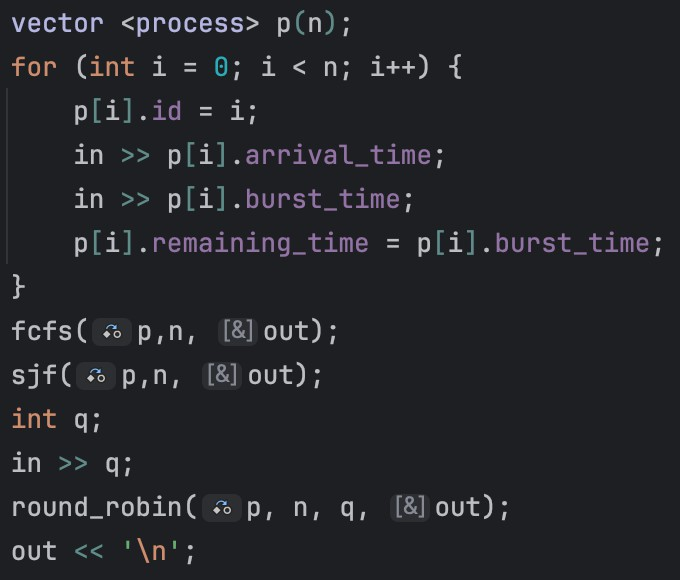 vector <process> p(n);
for (int i = 0; i < n; i++) {
    p[i].id = i;
    in >> p[i].arrival_time;
    in >> p[i].burst_time;
    p[i].remaining_time = p[i].burst_time;
}
fcfs(p,n, [&]out);
sjf(p,n, [&]out);
int q;
in >> q;
round_robin(p, n, q, [&]out);
out << '\n';